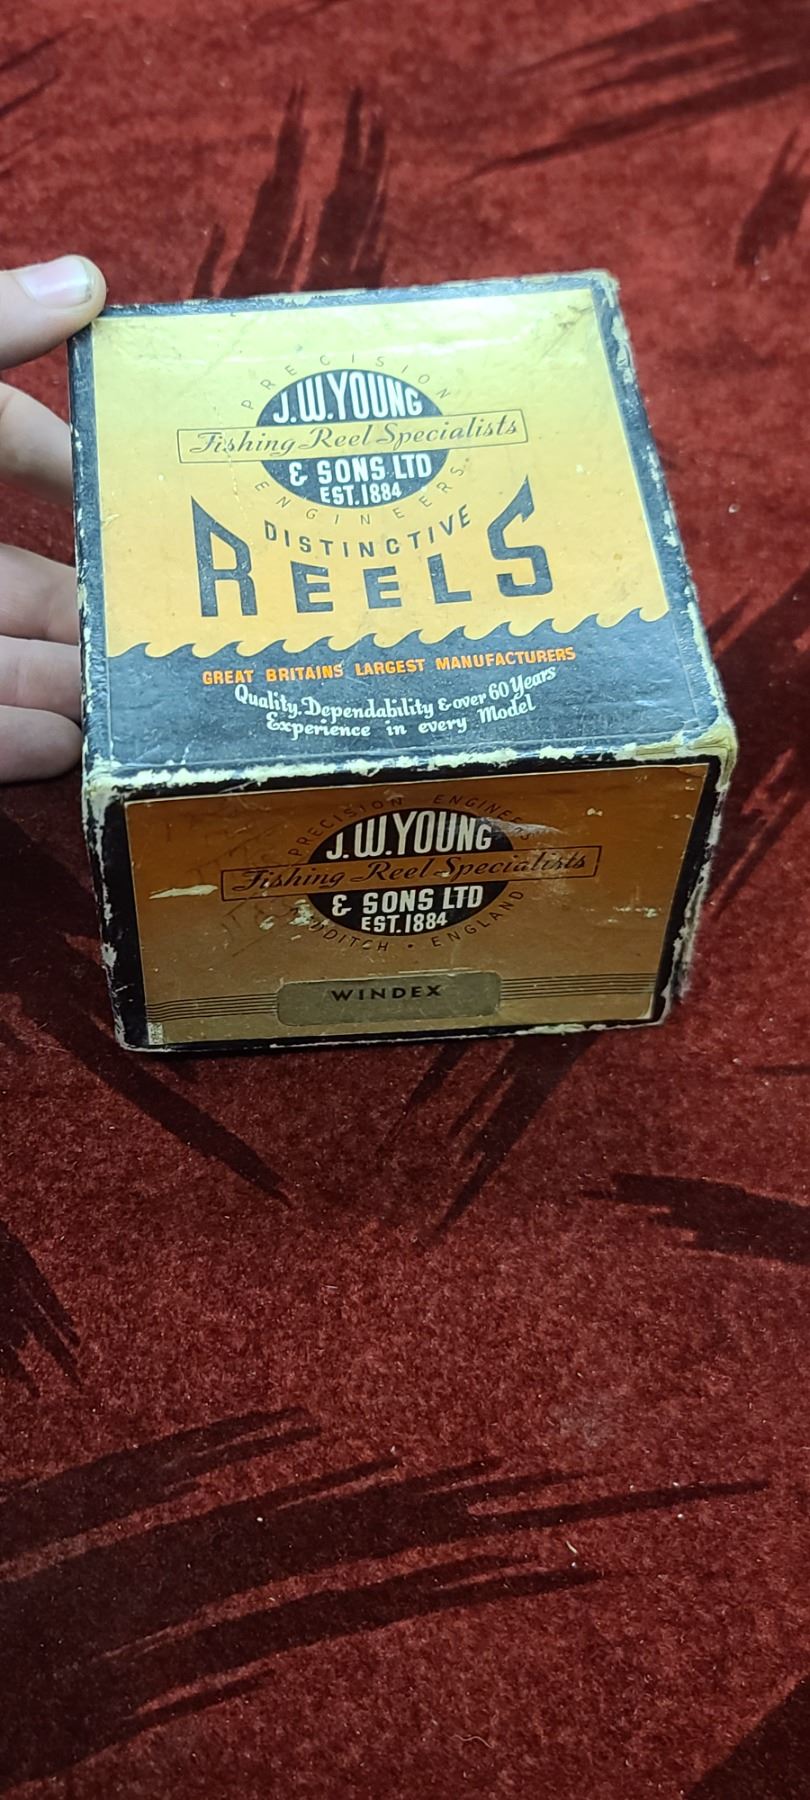 PRECISION
J.W.YOUNG
Fishing Reel Specialists
& SONS LTD
EST.1884
ENGINEERS
DISTINCTIVE
REELS
GREAT BRITAINS LARGEST MANUFACTURERS
Quality. Dependability & over 60 Years
Experience in every Model
PRECISION ENGINEERS
J.W.YOUNG
Fishing Reel Specialists
& SONS LTD
EST.1884
REDDITCH • ENGLAND
WINDEX